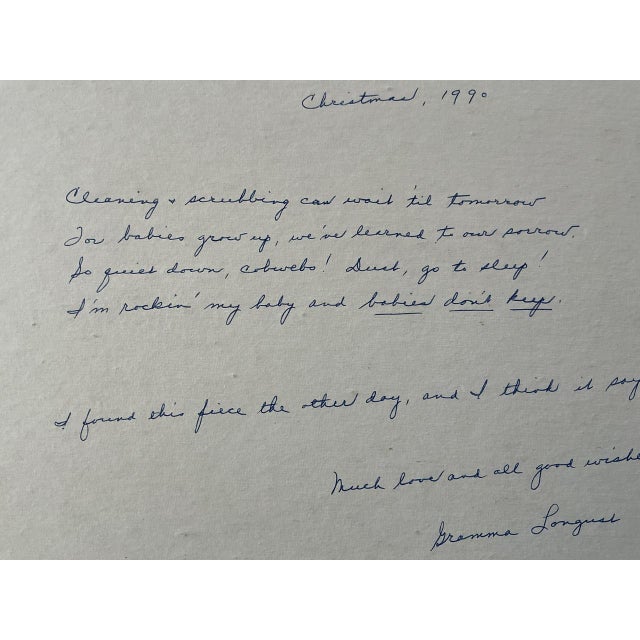 Christmas, 1990
Cleaning & scrubbing can wait 'til tomorrow
For babies grow up, we've learned to our sorrow.
So quiet down, cobwebs! Dust, go to sleep!
I'm rockin' my baby and babies don't keep.
I found this piece the other day, and I think it say
Much love and all good wishe
Gramma Longust